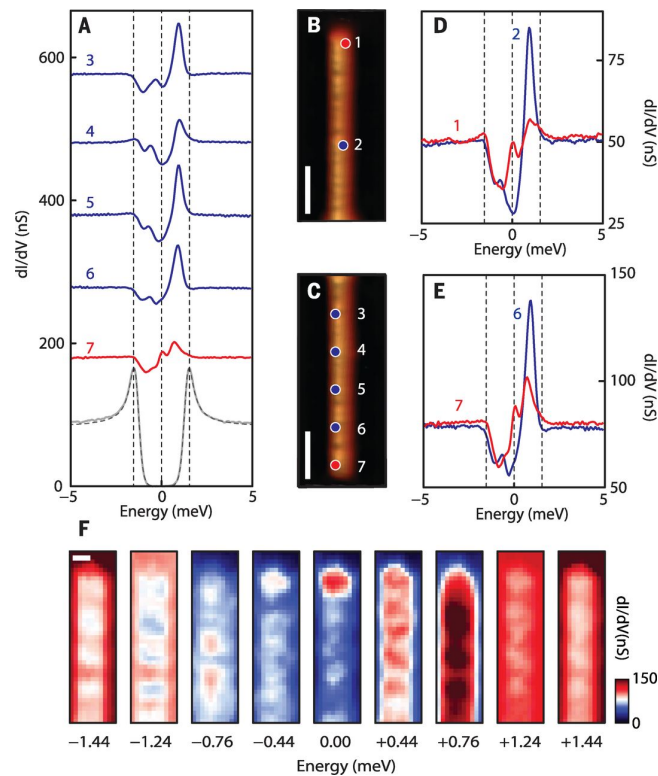 A
600
400
200
0
dI/dV (nS)
3
4
5
6
7
−5
0
5
Energy (meV)
B
1
2
C
3
4
5
6
7
D
2
1
75
50
25
dI/dV (nS)
−5
0
5
Energy (meV)
E
6
7
150
100
50
dI/dV (nS)
−5
0
5
Energy (meV)
F
dI/dV(nS)
150
0
−1.44 −1.24 −0.76 −0.44 0.00 +0.44 +0.76 +1.24 +1.44
Energy (meV)